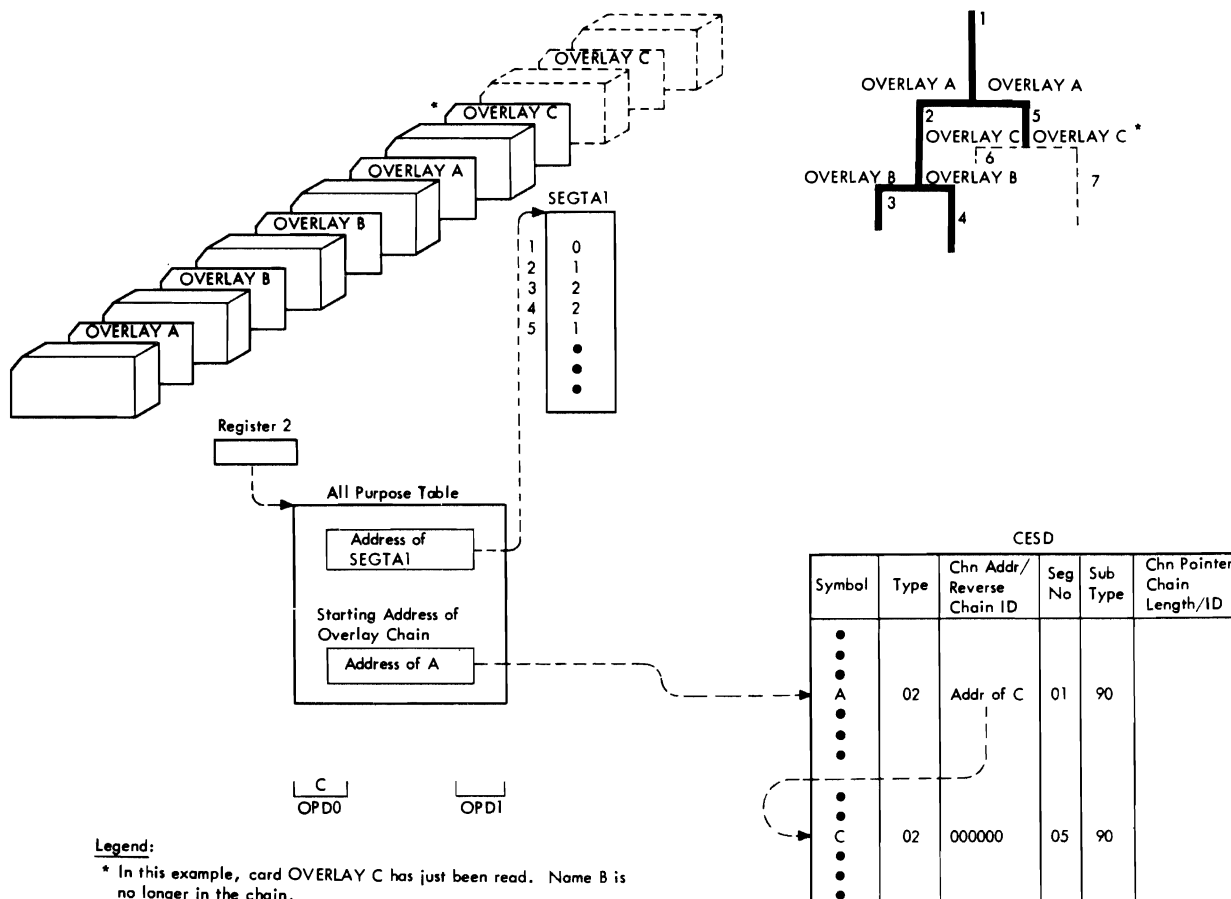 OVERLAY C
* OVERLAY C
OVERLAY A
OVERLAY B
OVERLAY B
OVERLAY A
1
OVERLAY A OVERLAY A
2 5
OVERLAY C OVERLAY C *
6
OVERLAY B OVERLAY B
7
3 4
SEGTA1
1 0
2 1
3 2
4 2
5 1
Register 2
All Purpose Table
Address of
SEGTA1
Starting Address of
Overlay Chain
Address of A
C
OPD0 OPD1
CESD
Symbol
Type
Chn Addr/
Reverse
Chain ID
Seg
No
Sub
Type
Chn Pointer
Chain
Length/ID
A 02 Addr of C 01 90
C 02 000000 05 90
Legend:
* In this example, card OVERLAY C has just been read. Name B is
no longer in the chain.